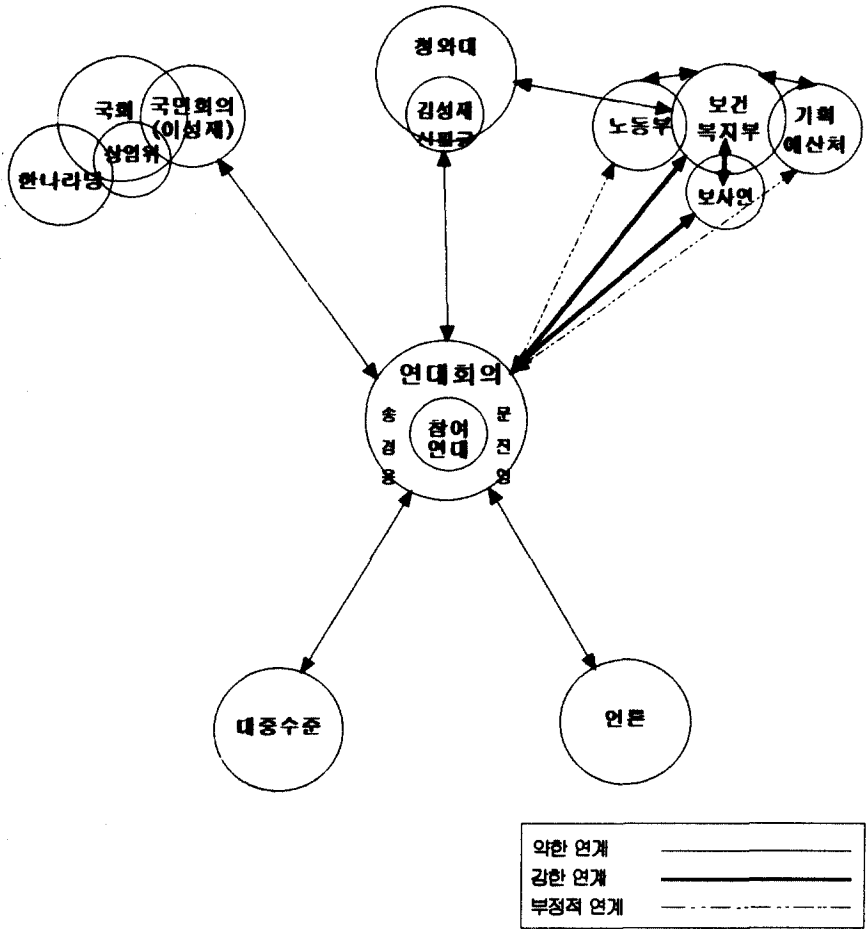 청와대
김성재
국회
국민회의
(이성재)
상임위
한나라당
노동부
보건
복지부
기획
예산처
보사연
연대회의
참여
연대
송
경
용
문
진
영
대중수준
언론
약한 연계
강한 연계
부정적 연계